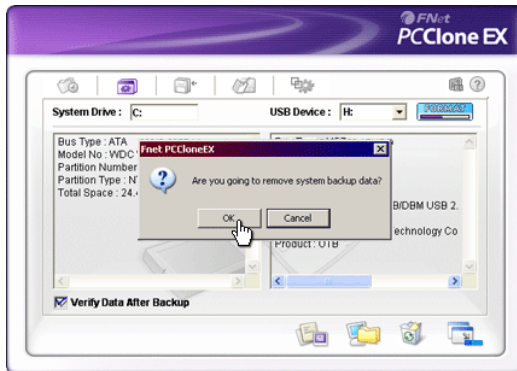 FNet
PCClone EX
System Drive : C:
USB Device : H:
FORMAT
Bus Type : ATA
Model No : WDC
Partition Number
Partition Type : N
Total Space : 24.
Fnet PCCloneEX
Are you going to remove system backup data?
OK
Cancel
B/DBM USB 2.
echnology Co
Product : OTB
Verify Data After Backup